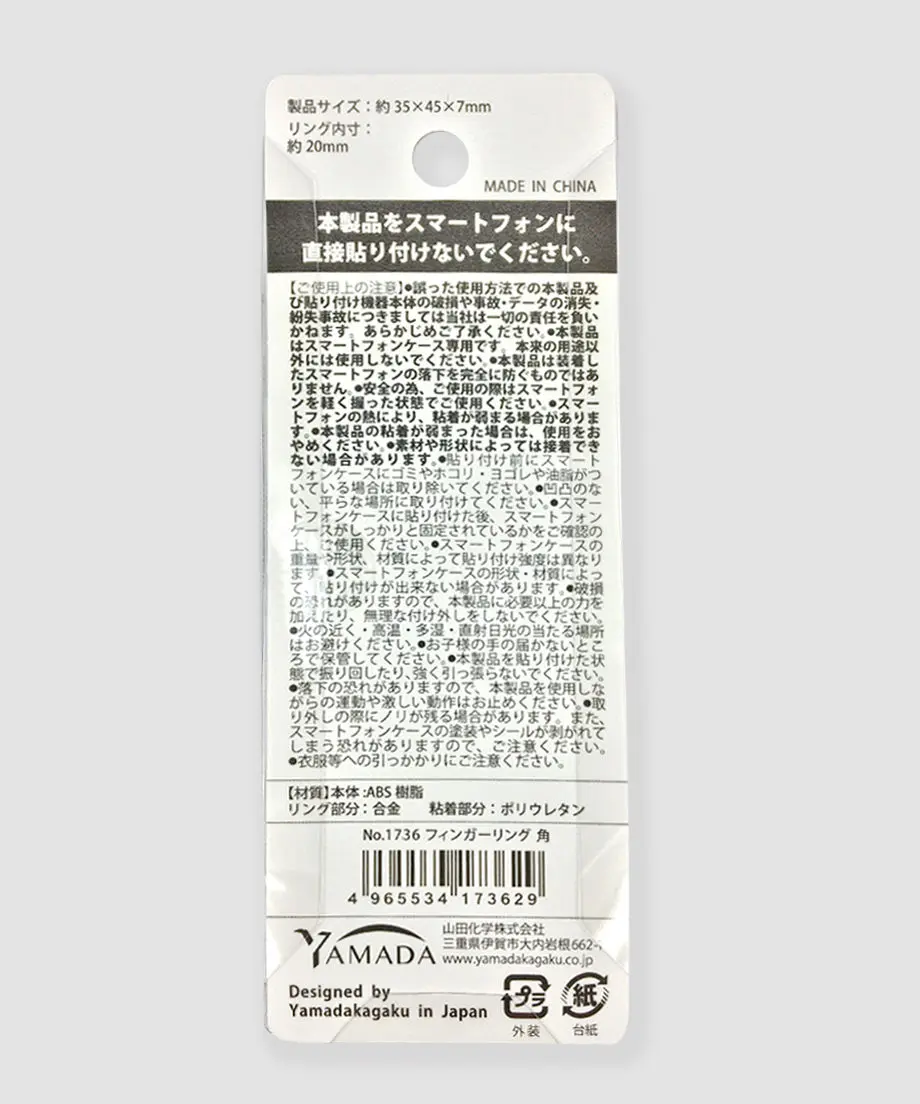 製品サイズ：約 35×45×7mm
リング内寸：
約 20mm
MADE IN CHINA
本製品をスマートフォンに
直接貼り付けないでください。
【ご使用上の注意】●誤った使用方法での本製品及
び貼り付け機器本体の破損や事故・データの消失・
紛失事故につきましては当社は一切の責任を負い
かねます。あらかじめご了承ください。●本製品
はスマートフォンケース専用です。本来の用途以
外には使用しないでください。●本製品は装着し
たスマートフォンの落下を完全に防ぐものではあ
りません。●安全の為、ご使用の際はスマートフォ
ンを軽く握った状態でご使用ください。●スマー
トフォンの熱により、粘着が弱まる場合がありま
す。●本製品の粘着が弱まった場合は、使用をお
やめください。●素材や形状によっては接着でき
ない場合があります。●貼り付け前にスマート
フォンケースにゴミやホコリ・ヨゴレや油脂がつ
いている場合は取り除いてください。●凹凸のな
い、平らな場所に取り付けてください。●スマー
トフォンケースに貼り付けた後、スマートフォン
ケースがしっかりと固定されているかをご確認の
上、ご使用ください。●スマートフォンケースの
重量や形状、材質によって貼り付け強度は異なり
ます。●スマートフォンケースの形状・材質によっ
て、貼り付けが出来ない場合があります。●破損
の恐れがありますので、本製品に必要以上の力を
加えたり、無理な付け外しをしないでください。
●火の近く・高温・多湿・直射日光の当たる場所
はお避けください。●お子様の手の届かないとこ
ろで保管してください。●本製品を貼り付けた状
態で振り回したり、強く引っ張らないでください。
●落下の恐れがありますので、本製品を使用しな
がらの運動や激しい動作はお止めください。●取
り外しの際にノリが残る場合があります。また、
スマートフォンケースの塗装やシールが剥がれて
しまう恐れがありますので、ご注意ください。
●衣服等への引っかかりにご注意ください。
【材質】本体:ABS 樹脂
リング部分：合金 粘着部分：ポリウレタン
No.1736 フィンガーリング 角
4 965534 173629
YAMADA
山田化学株式会社
三重県伊賀市大内岩根662-
www.yamadakagaku.co.jp
Designed by
Yamadakagaku in Japan
プラ
外装
紙
台紙